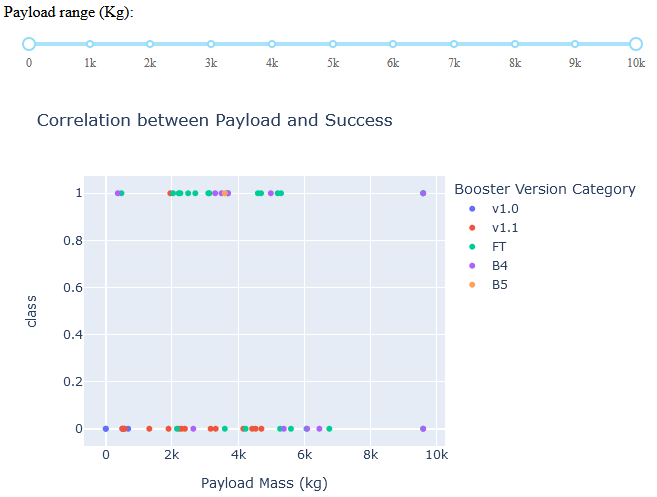 Payload range (Kg):
0 1k 2k 3k 4k 5k 6k 7k 8k 9k 10k
Correlation between Payload and Success
Booster Version Category
v1.0
v1.1
FT
B4
B5
1
0.8
0.6
0.4
0.2
0
class
0 2k 4k 6k 8k 10k
Payload Mass (kg)